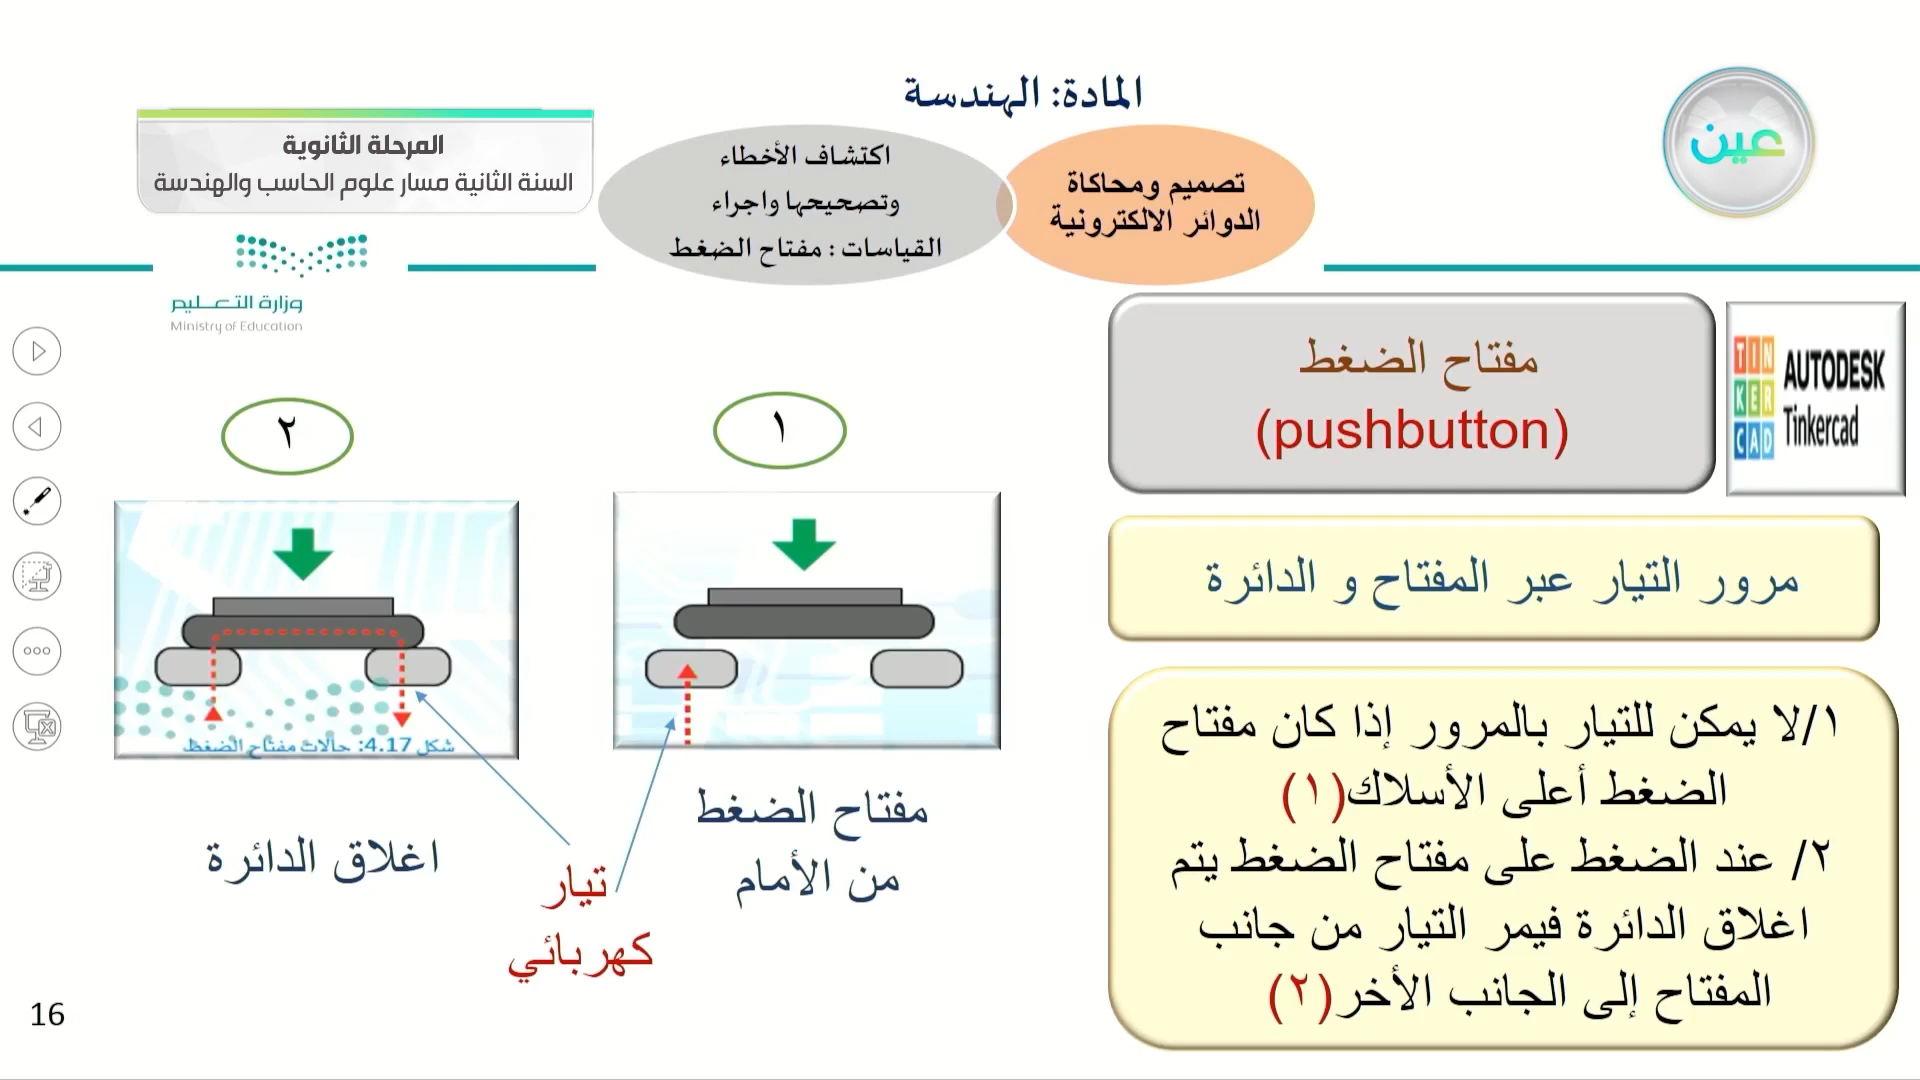 المادة: الهندسة
عين
المرحلة الثانوية
السنة الثانية مسار علوم الحاسب والهندسة
تصميم ومحاكاة
الدوائر الالكترونية
اكتشاف الأخطاء
وتصحيحها واجراء
القياسات : مفتاح الضغط
وزارة التعليم
Ministry of Education
TIN
KER
CAD
AUTODESK
Tinkercad
مفتاح الضغط
(pushbutton)
مرور التيار عبر المفتاح و الدائرة
١/لا يمكن للتيار بالمرور إذا كان مفتاح
الضغط أعلى الأسلاك(١)
٢/ عند الضغط على مفتاح الضغط يتم
اغلاق الدائرة فيمر التيار من جانب
المفتاح إلى الجانب الأخر(٢)
١
مفتاح الضغط
من الأمام
٢
شكل 4.17: حالات مفتاح الضغط
اغلاق الدائرة
تيار
كهربائي
16